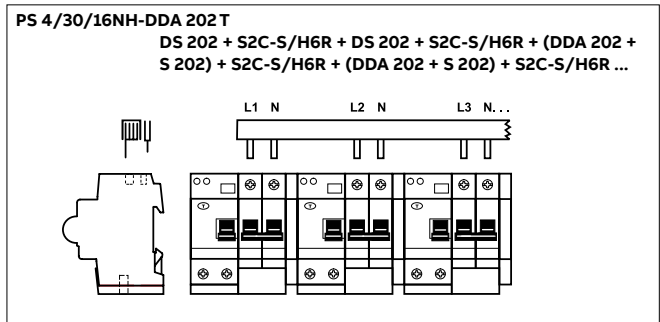 PS 4/30/16NH-DDA 202 T
DS 202 + S2C-S/H6R + DS 202 + S2C-S/H6R + (DDA 202 +
S 202) + S2C-S/H6R + (DDA 202 + S 202) + S2C-S/H6R ...
L1 N L2 N L3 N...